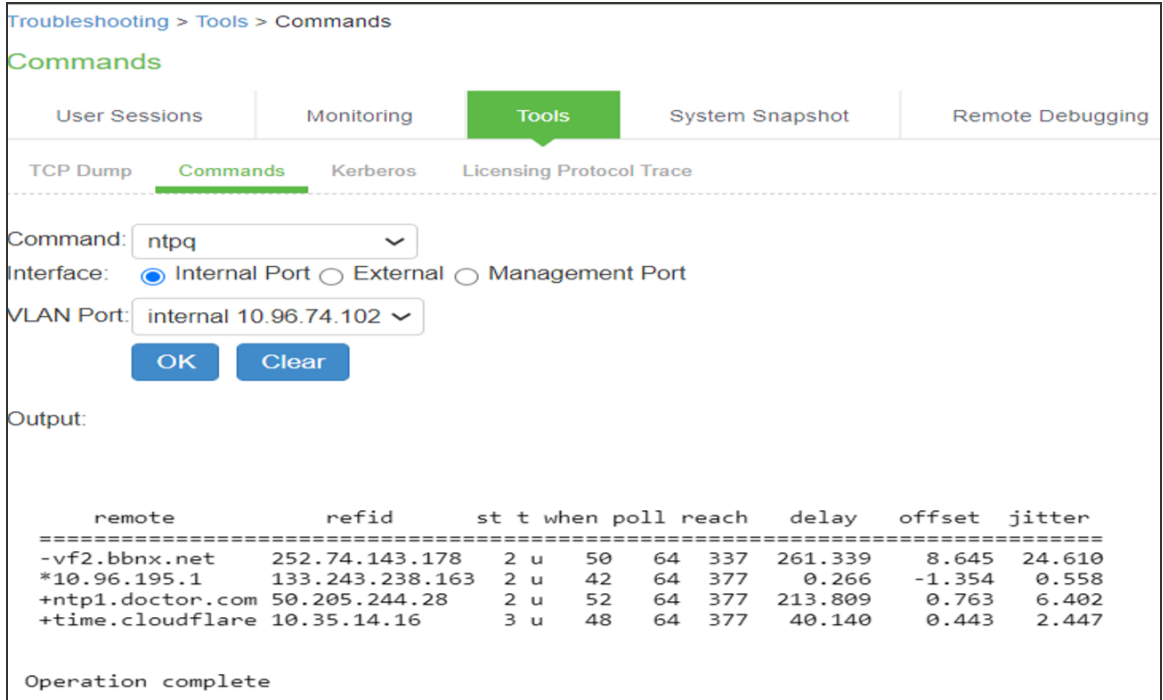 Troubleshooting > Tools > Commands
Commands
User Sessions Monitoring Tools System Snapshot Remote Debugging
TCP Dump Commands Kerberos Licensing Protocol Trace
Command: ntpq
Interface: Internal Port External Management Port
VLAN Port: internal 10.96.74.102
OK Clear
Output:
remote refid st t when poll reach delay offset jitter
==============================================================================
-vf2.bbnx.net 252.74.143.178 2 u 50 64 337 261.339 8.645 24.610
*10.96.195.1 133.243.238.163 2 u 42 64 377 0.266 -1.354 0.558
+ntp1.doctor.com 50.205.244.28 2 u 52 64 377 213.809 0.763 6.402
+time.cloudflare 10.35.14.16 3 u 48 64 377 40.140 0.443 2.447
Operation complete